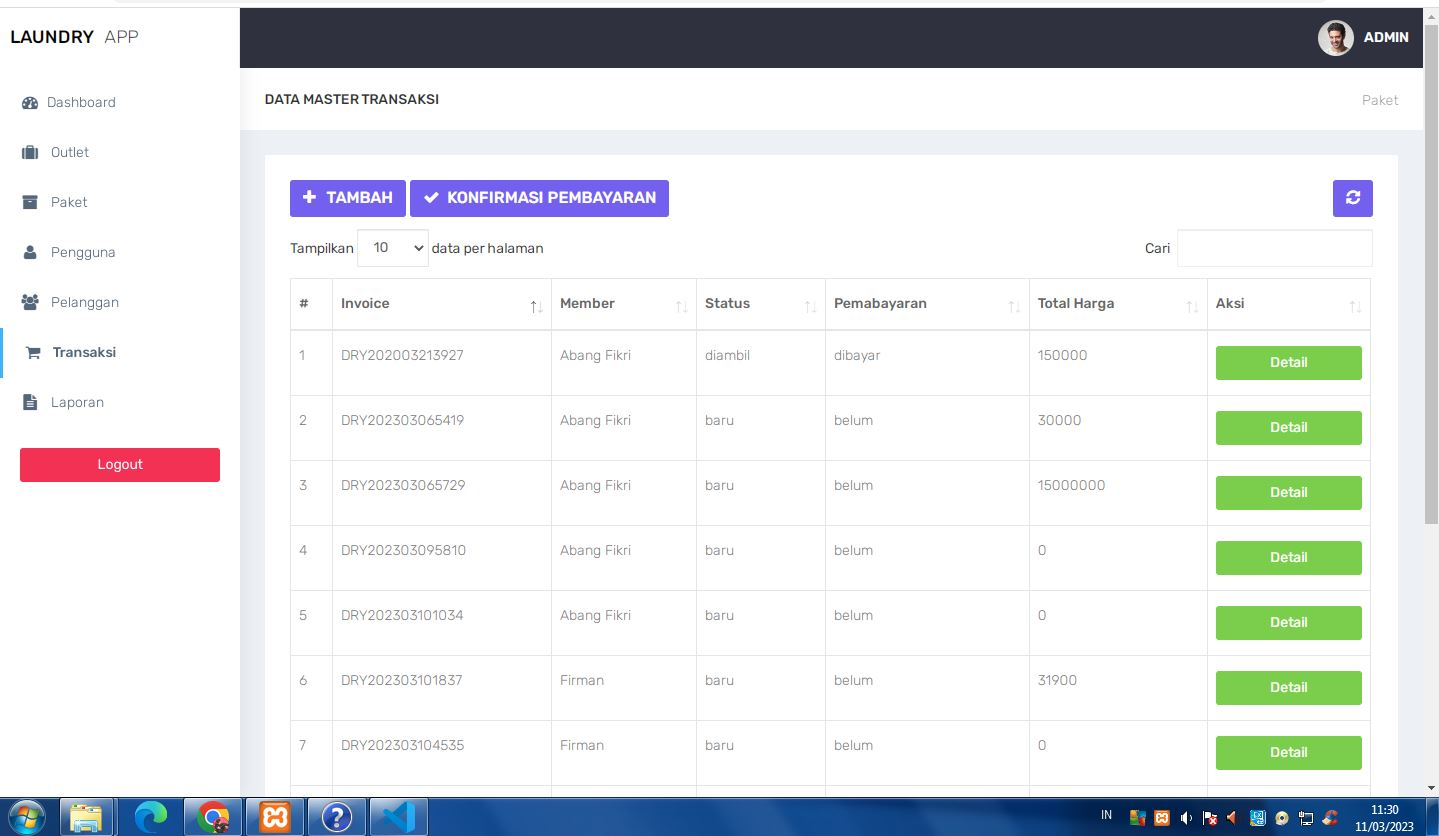 LAUNDRY APP
ADMIN
Dashboard
Outlet
Paket
Pengguna
Pelanggan
Transaksi
Laporan
Logout
DATA MASTER TRANSAKSI
Paket
TAMBAH
KONFIRMASI PEMBAYARAN
Tampilkan 10 data per halaman
Cari
# Invoice Member Status Pemabayaran Total Harga Aksi
1 DRY202003213927 Abang Fikri diambil dibayar 150000 Detail
2 DRY202303065419 Abang Fikri baru belum 30000 Detail
3 DRY202303065729 Abang Fikri baru belum 15000000 Detail
4 DRY202303095810 Abang Fikri baru belum 0 Detail
5 DRY202303101034 Abang Fikri baru belum 0 Detail
6 DRY202303101837 Firman baru belum 31900 Detail
7 DRY202303104535 Firman baru belum 0 Detail
IN
11:30
11/03/2023